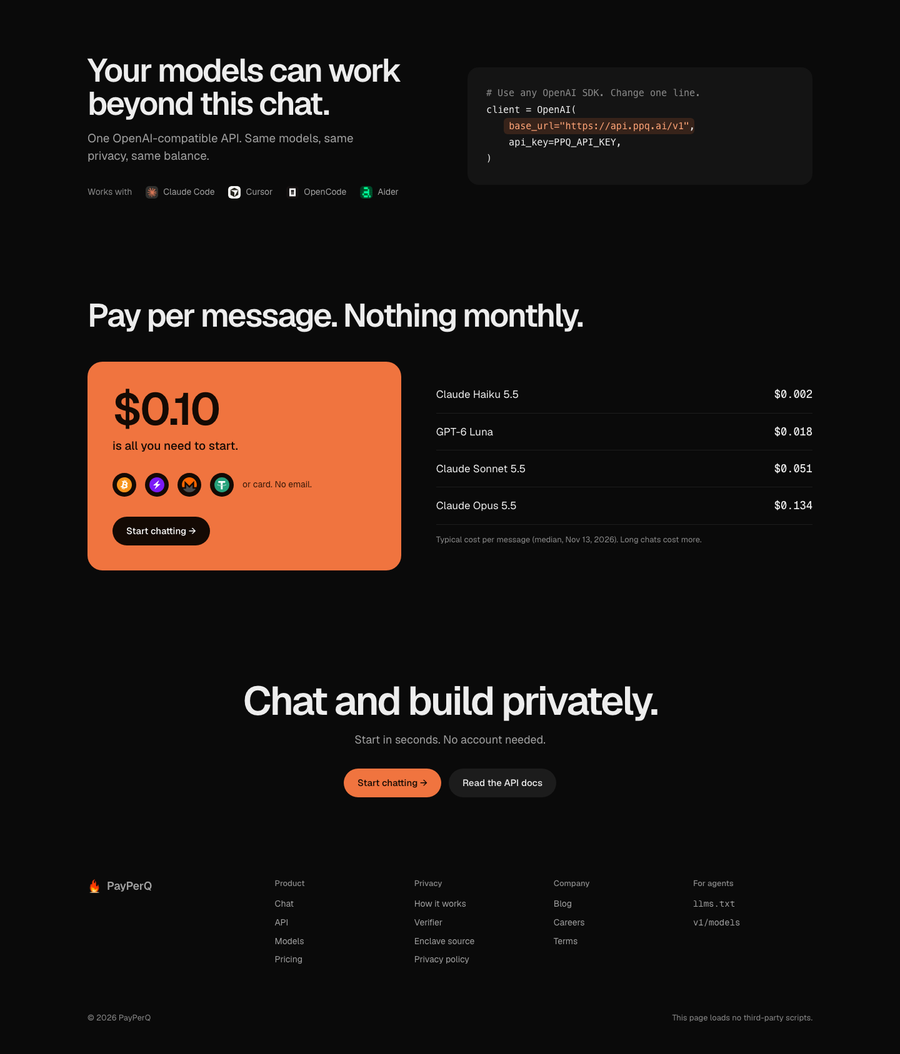 Your models can work
beyond this chat.
One OpenAI-compatible API. Same models, same
privacy, same balance.
Works with Claude Code Cursor OpenCode Aider
# Use any OpenAI SDK. Change one line.
client = OpenAI(
base_url="https://api.ppq.ai/v1",
api_key=PPQ_API_KEY,
)
Pay per message. Nothing monthly.
$0.10
is all you need to start.
or card. No email.
Start chatting →
Claude Haiku 5.5 $0.002
GPT-6 Luna $0.018
Claude Sonnet 5.5 $0.051
Claude Opus 5.5 $0.134
Typical cost per message (median, Nov 13, 2026). Long chats cost more.
Chat and build privately.
Start in seconds. No account needed.
Start chatting → Read the API docs
PayPerQ
Product
Chat
API
Models
Pricing
Privacy
How it works
Verifier
Enclave source
Privacy policy
Company
Blog
Careers
Terms
For agents
llms.txt
v1/models
© 2026 PayPerQ
This page loads no third-party scripts.